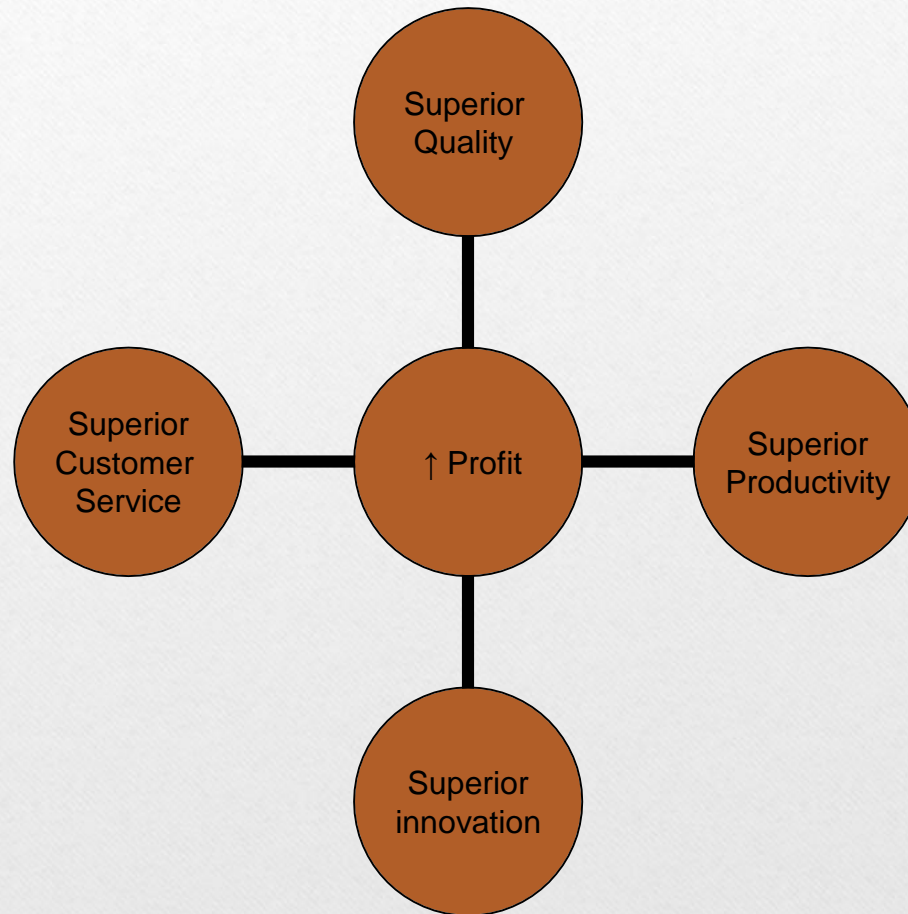 Superior
Quality
Superior
Customer
Service
↑ Profit
Superior
Productivity
Superior
innovation